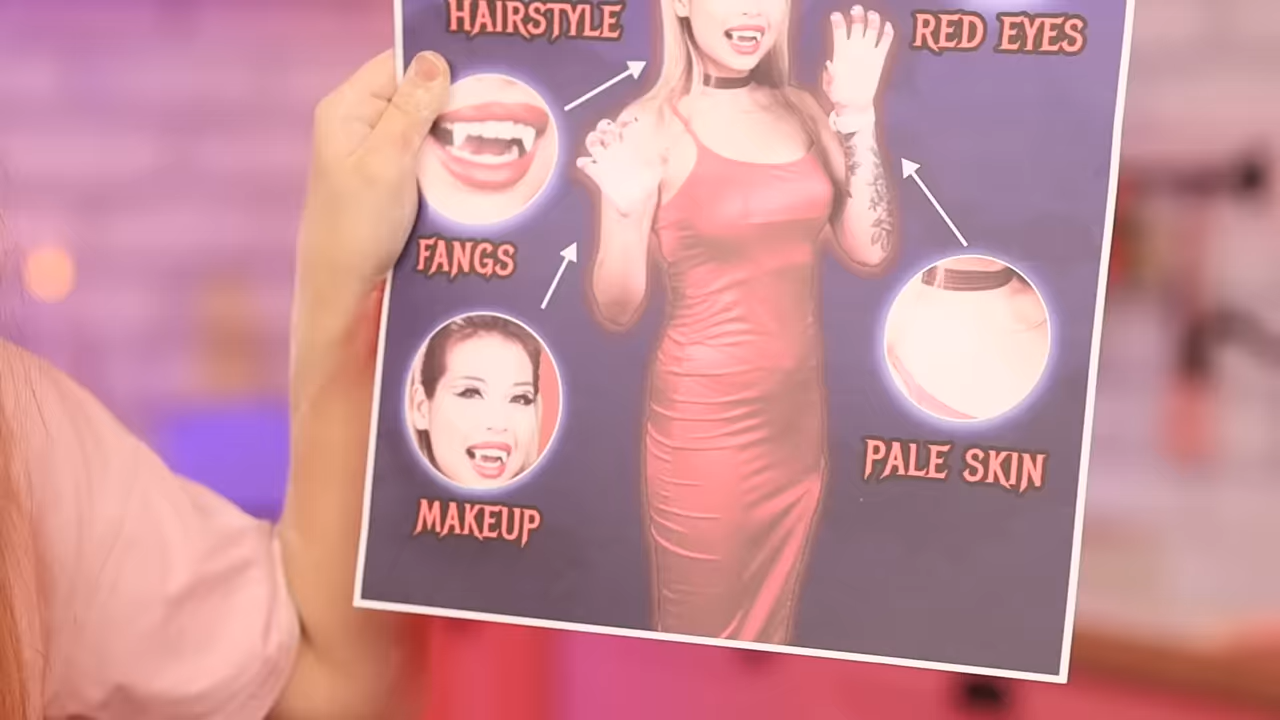 HAIRSTYLE
RED EYES
FANGS
MAKEUP
PALE SKIN